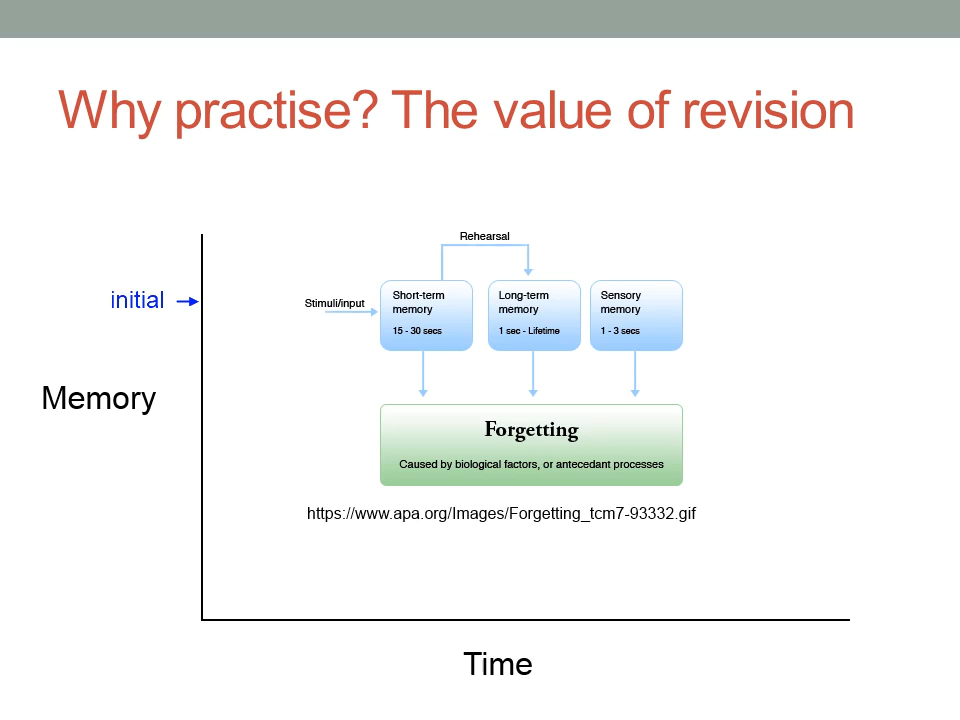 Why practise? The value of revision
Rehearsal
initial
Stimuli/input
Short-term
memory
15 - 30 secs
Long-term
memory
1 sec - Lifetime
Sensory
memory
1 - 3 secs
Memory
Forgetting
Caused by biological factors, or antecedant processes
https://www.apa.org/Images/Forgetting_tcm7-93332.gif
Time